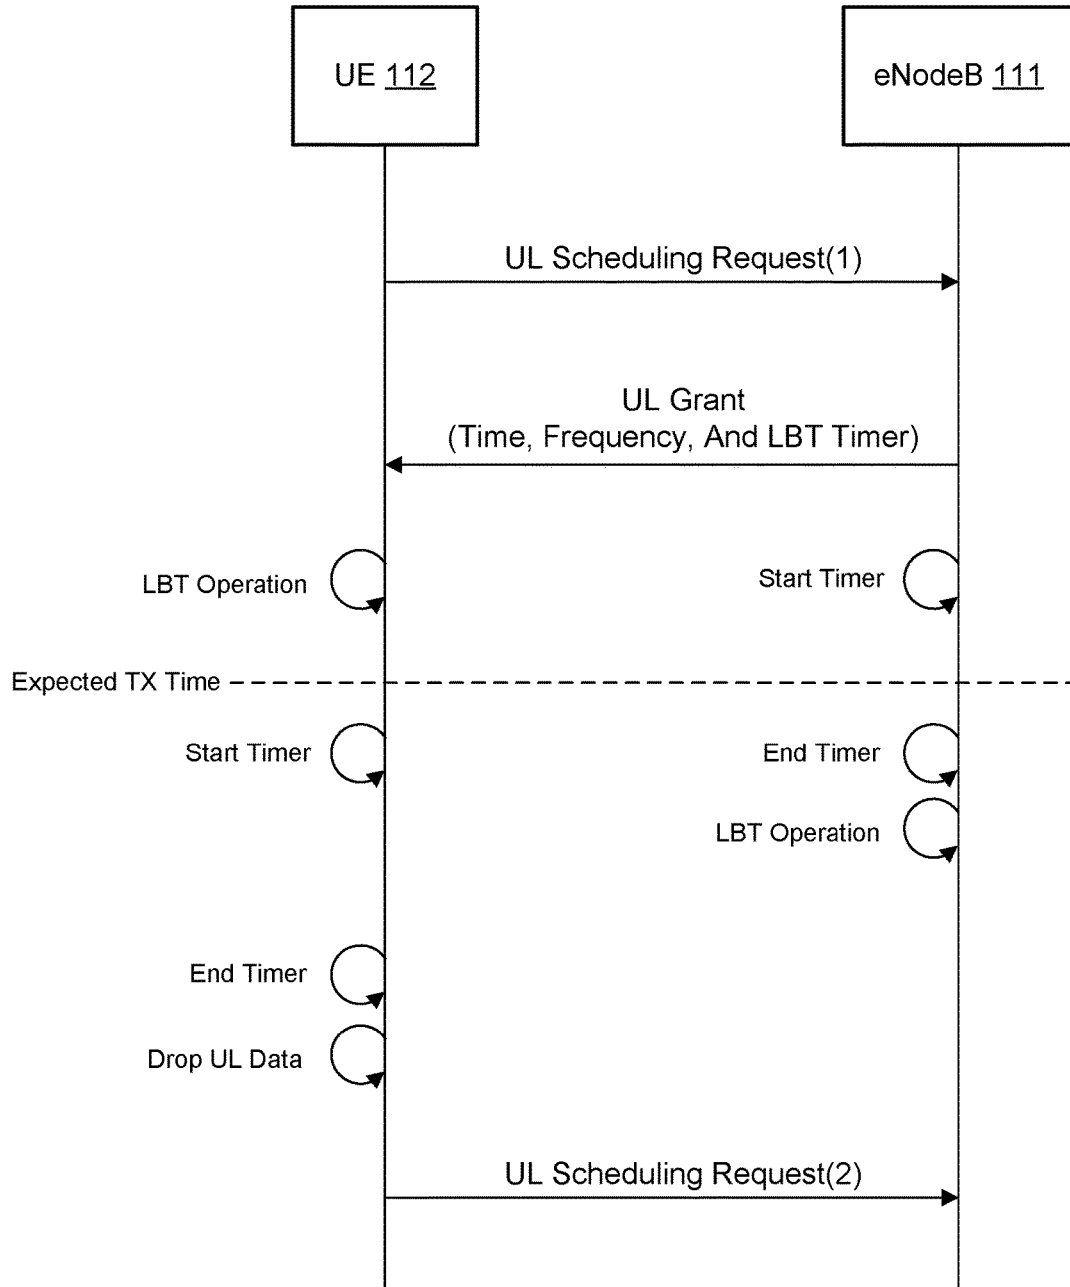 UE 112
eNodeB 111
UL Scheduling Request(1)
UL Grant
(Time, Frequency, And LBT Timer)
LBT Operation
Start Timer
Expected TX Time
Start Timer
End Timer
LBT Operation
End Timer
Drop UL Data
UL Scheduling Request(2)